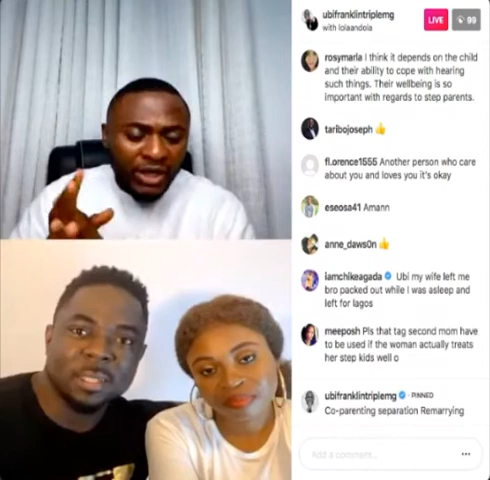 ubifranklintriplemg
with lolaandola
LIVE
99
rosymarla I think it depends on the child
and their ability to cope with hearing
such things. Their wellbeing is so
important with regards to step parents.
taribojoseph 👍
fl.orence1555 Another person who care
about you and loves you it's okay
eseosa41 Amann
anne_daws0n 👍
iamchikeagada Ubi my wife left me
bro packed out while I was asleep and
left for lagos
meeposh Pls that tag second mom have
to be used if the woman actually treats
her step kids well o
ubifranklintriplemg · PINNED
Co-parenting separation Remarrying
Add a comment...